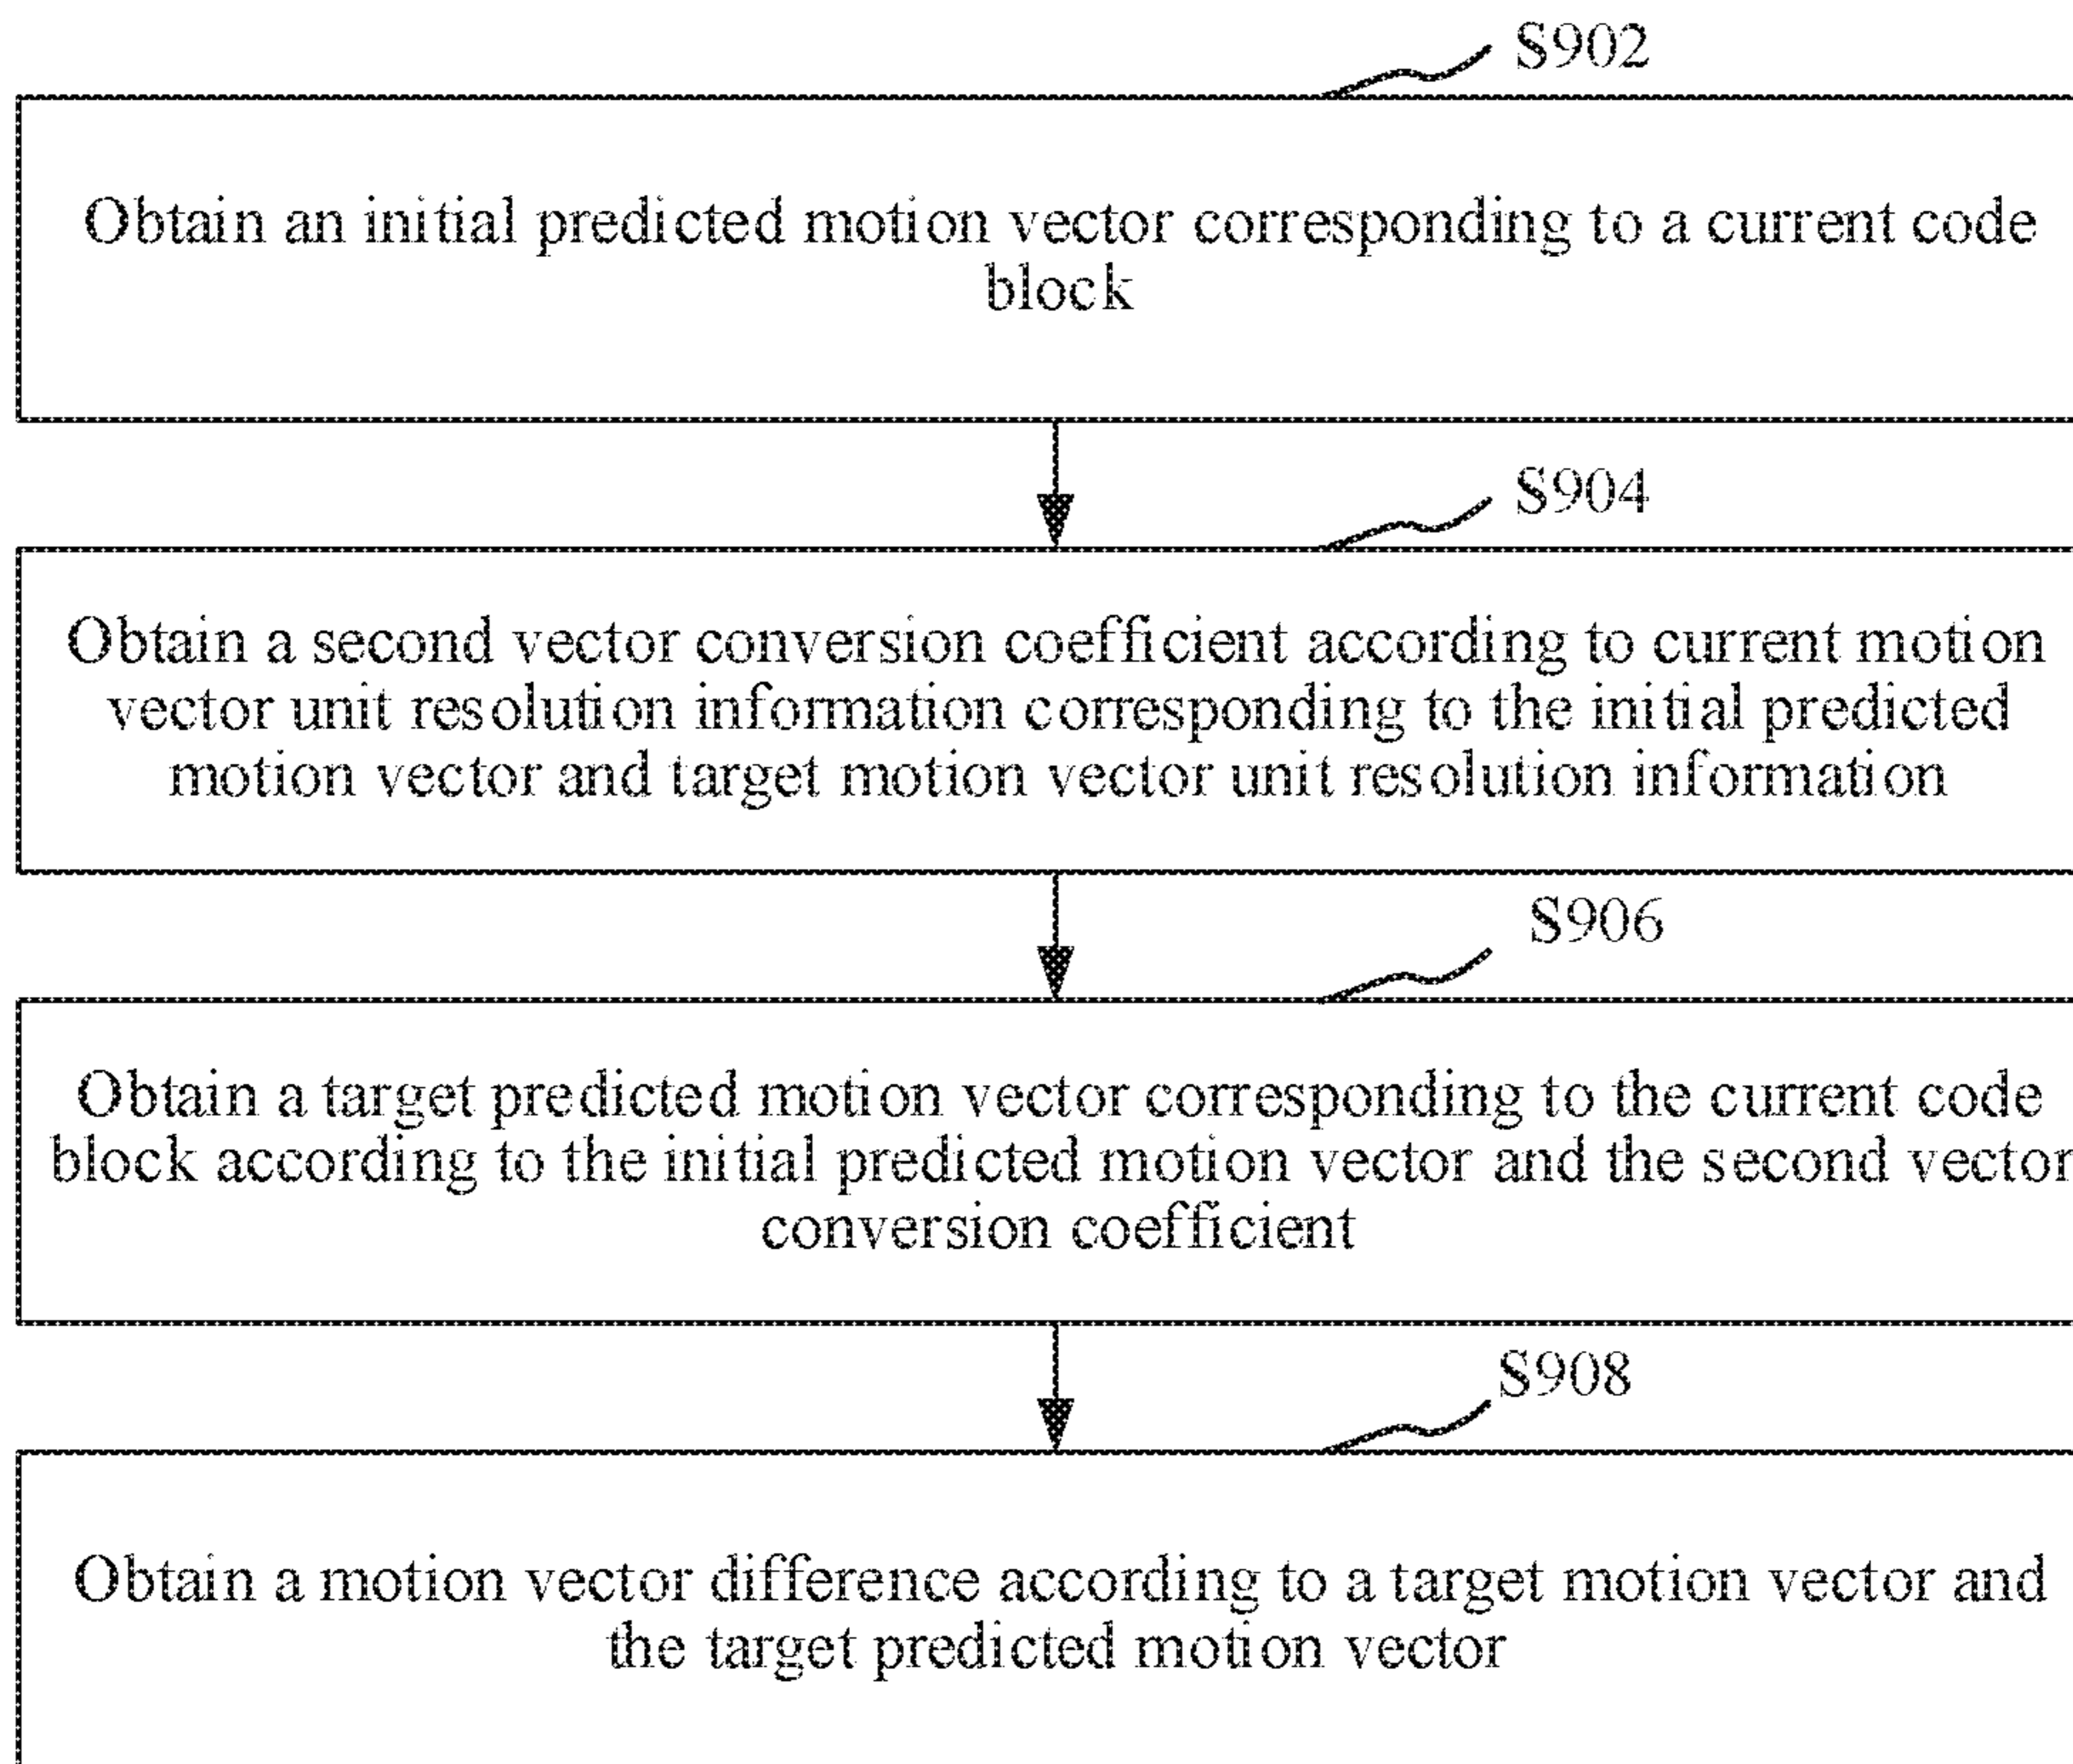 S902
Obtain an initial predicted motion vector corresponding to a current code
block
S904
Obtain a second vector conversion coefficient according to current motion
vector unit resolution information corresponding to the initial predicted
motion vector and target motion vector unit resolution information
S906
Obtain a target predicted motion vector corresponding to the current code
block according to the initial predicted motion vector and the second vector
conversion coefficient
S908
Obtain a motion vector difference according to a target motion vector and
the target predicted motion vector